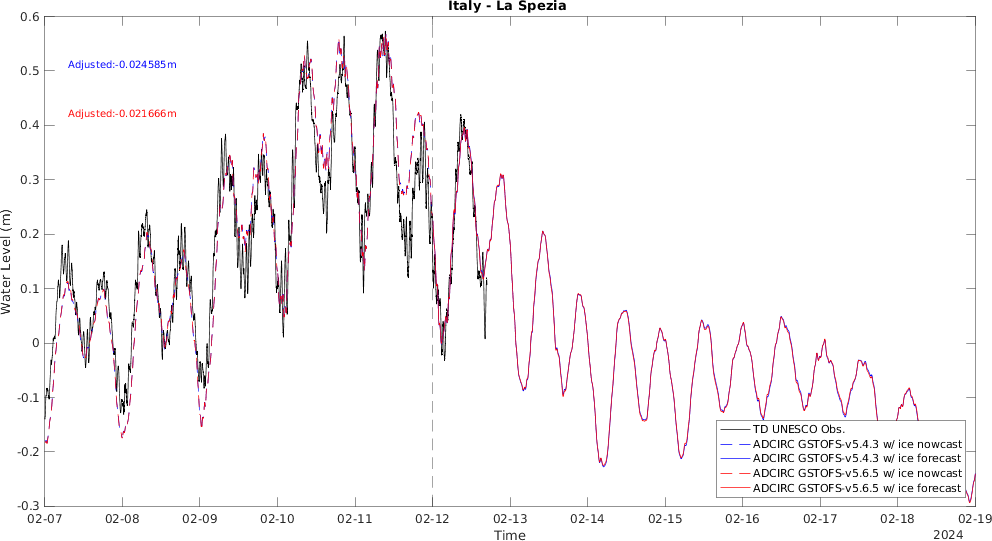 Italy - La Spezia
0.6
0.5
0.4
0.3
0.2
0.1
0
-0.1
-0.2
-0.3
Water Level (m)
Adjusted:-0.024585m
Adjusted:-0.021666m
TD UNESCO Obs.
ADCIRC GSTOFS-v5.4.3 w/ ice nowcast
ADCIRC GSTOFS-v5.4.3 w/ ice forecast
ADCIRC GSTOFS-v5.6.5 w/ ice nowcast
ADCIRC GSTOFS-v5.6.5 w/ ice forecast
02-07 02-08 02-09 02-10 02-11 02-12 02-13 02-14 02-15 02-16 02-17 02-18 02-19
Time
2024